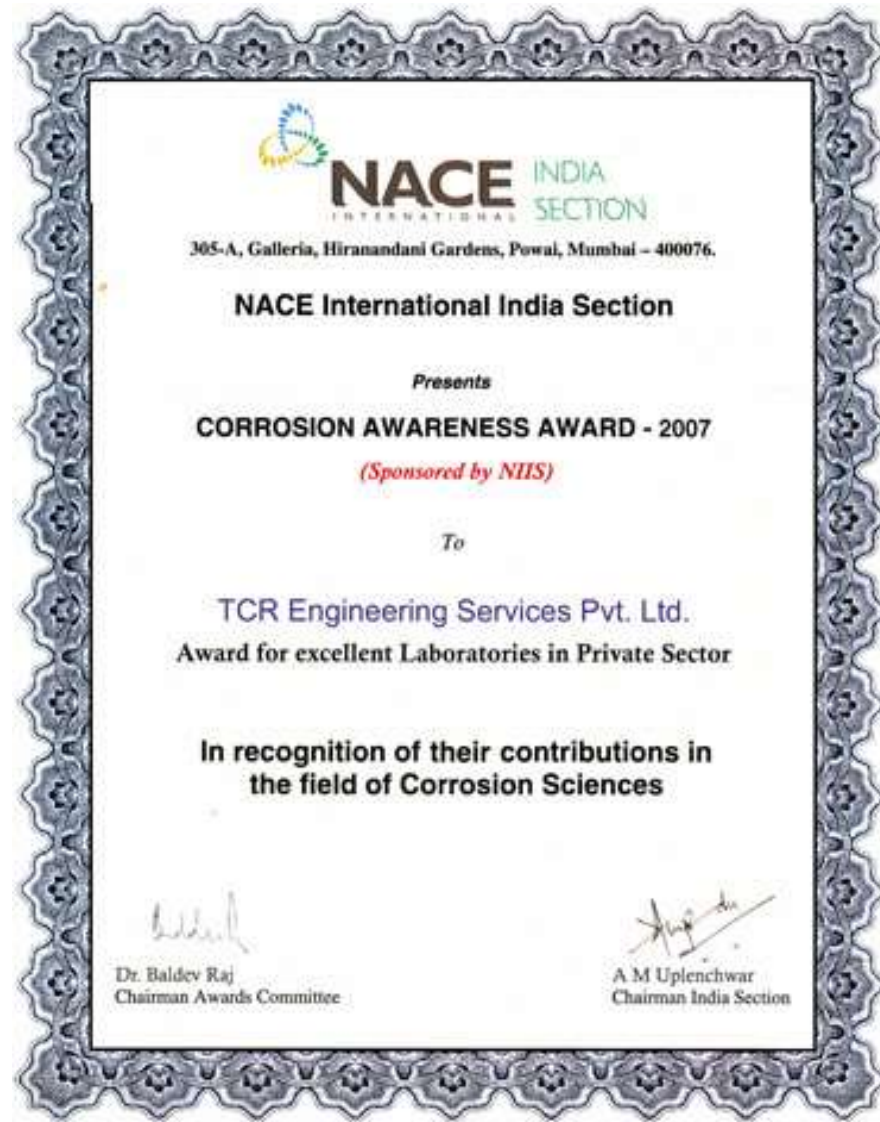 NACE INDIA
INTERNATIONAL SECTION
305-A, Galleria, Hiranandani Gardens, Powai, Mumbai – 400076.
NACE International India Section
Presents
CORROSION AWARENESS AWARD - 2007
(Sponsored by NIIS)
To
TCR Engineering Services Pvt. Ltd.
Award for excellent Laboratories in Private Sector
In recognition of their contributions in
the field of Corrosion Sciences
Dr. Baldev Raj
Chairman Awards Committee
A M Uplenchwar
Chairman India Section